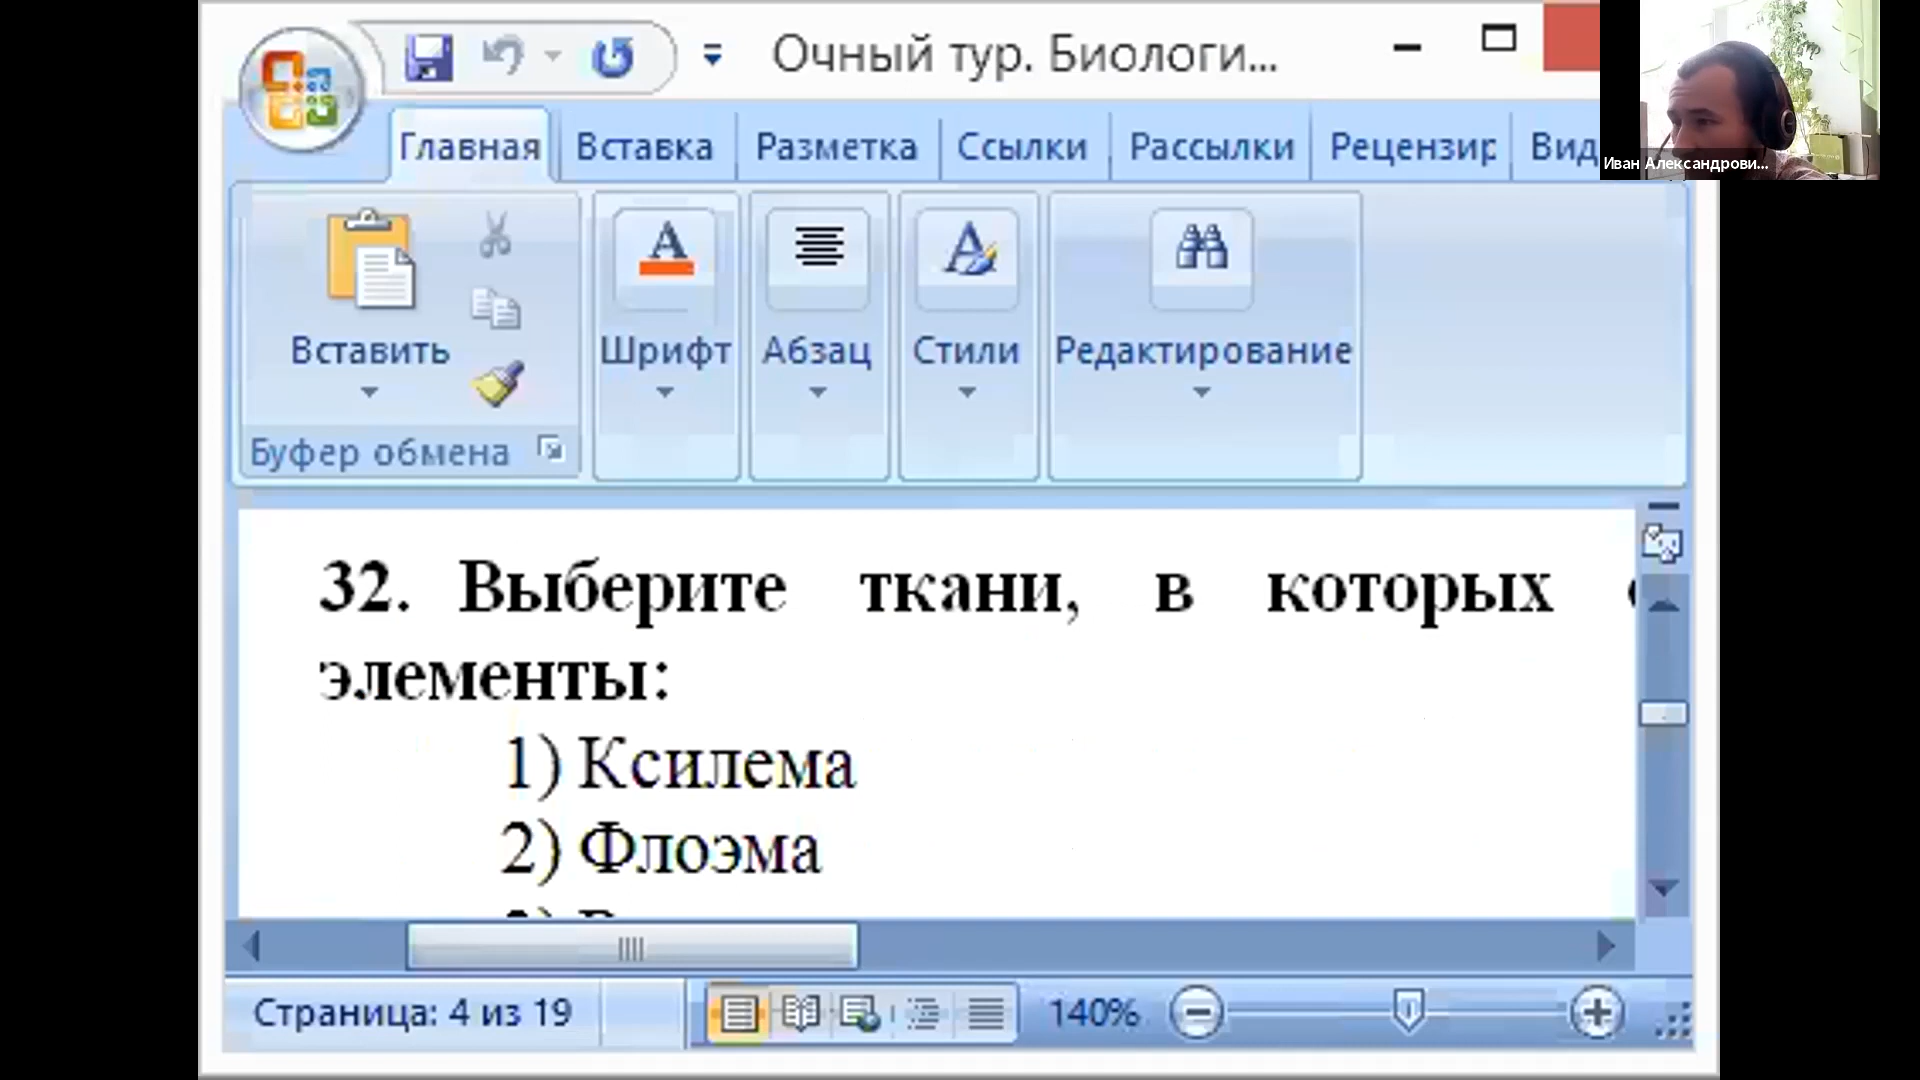 Очный тур. Биологи...
Главная Вставка Разметка Ссылки Рассылки Рецензир Вид
Иван Александрови...
Вставить Шрифт Абзац Стили Редактирование
Буфер обмена
32. Выберите ткани, в которых
элементы:
1) Ксилема
2) Флоэма
Страница: 4 из 19 140%